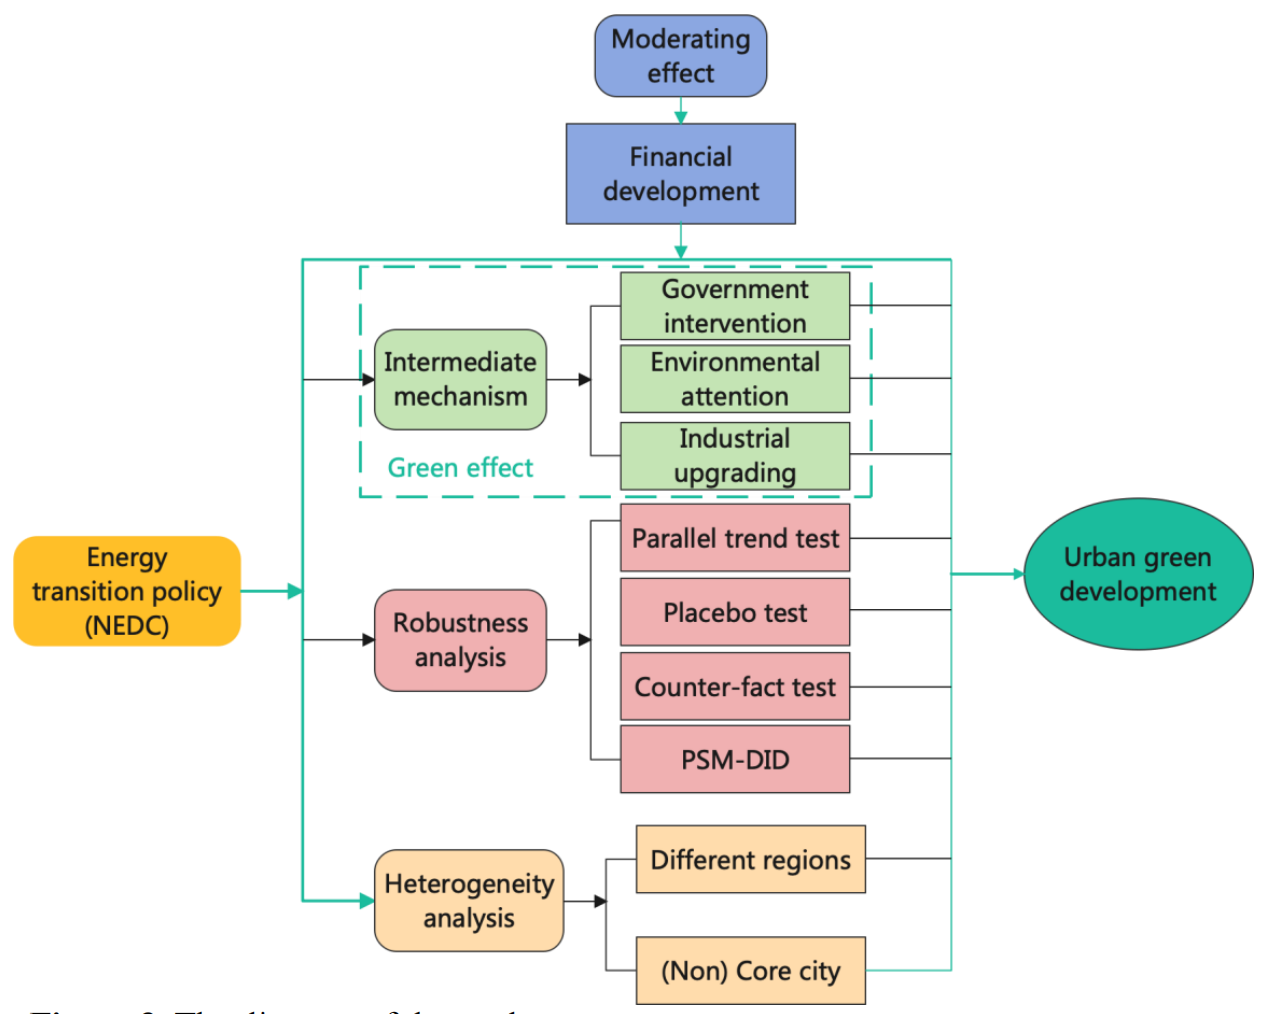 Moderating
effect
Financial
development
Government
intervention
Intermediate
mechanism
Environmental
attention
Industrial
upgrading
Green effect
Energy
transition policy
(NEDC)
Robustness
analysis
Parallel trend test
Placebo test
Counter-fact test
PSM-DID
Urban green
development
Heterogeneity
analysis
Different regions
(Non) Core city